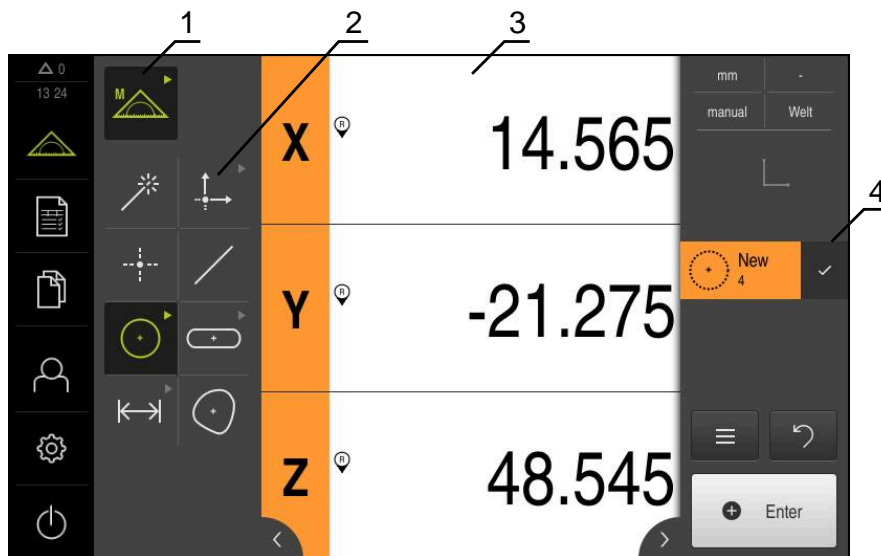 1 2 3
0
13 24
M
X R 14.565
mm -
manual Welt
4
New
4
Y R -21.275
Z R 48.545
Enter